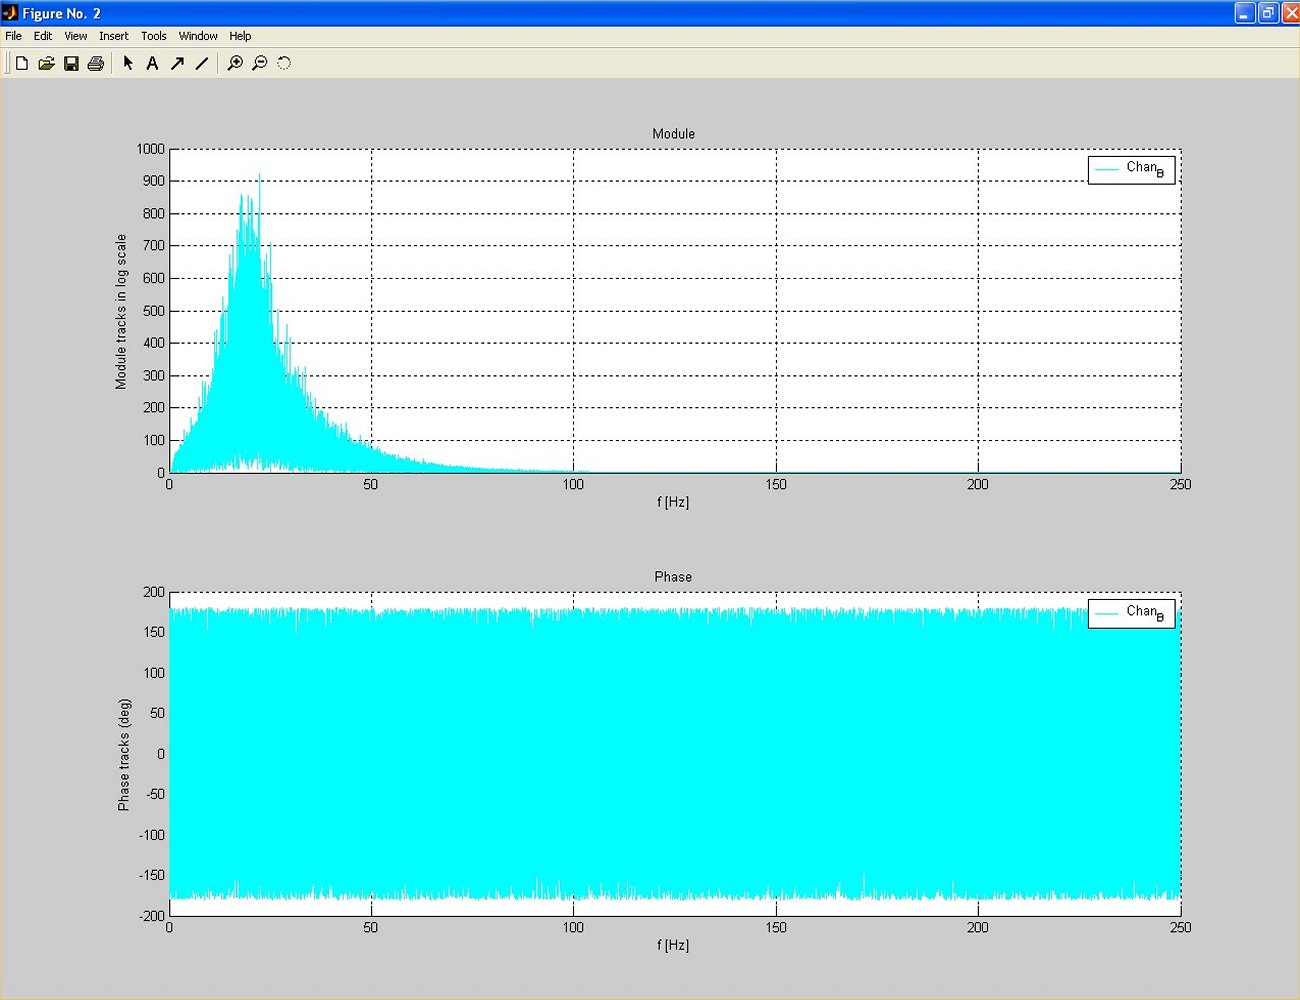 Figure No. 2
File Edit View Insert Tools Window Help
A
Module
1000
900
800
700
600
500
400
300
200
100
0
Module tracks in log scale
Chan_B
0 50 100 150 200 250
f [Hz]
Phase
200
150
100
50
0
-50
-100
-150
-200
Phase tracks (deg)
Chan_B
0 50 100 150 200 250
f [Hz]